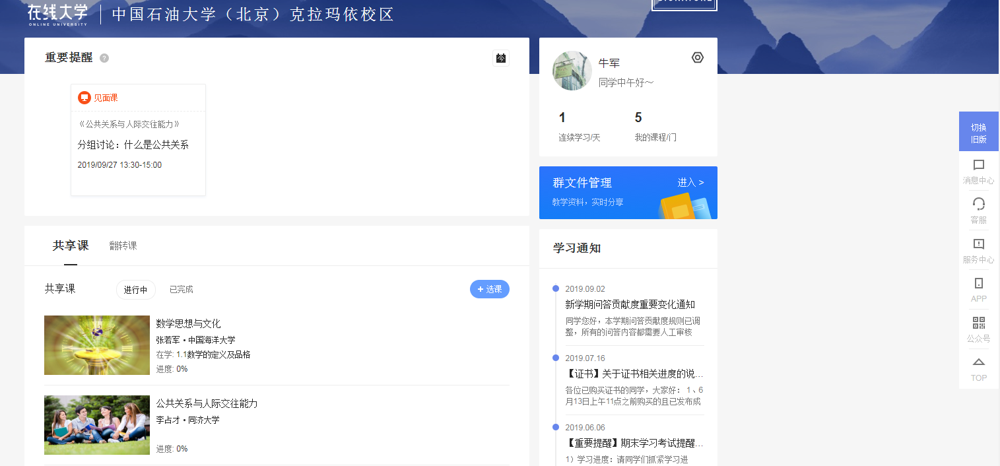 在线大学
ONLINE UNIVERSITY
中国石油大学（北京）克拉玛依校区
重要提醒 ?
见面课
《公共关系与人际交往能力》
分组讨论：什么是公共关系
2019/09/27 13:30-15:00
牛军
同学中午好～
1
连续学习/天
5
我的课程/门
群文件管理
进入 >
教学资料，实时分享
共享课
翻转课
共享课
进行中
已完成
+ 选课
数学思想与文化
张若军 • 中国海洋大学
在学: 1.1数学的定义及品格
进度: 0%
公共关系与人际交往能力
李占才 • 同济大学
进度: 0%
学习通知
2019.09.02
新学期问答贡献度重要变化通知
同学您好，本学期问答贡献度规则已调
整，所有的问答内容都需要人工审核
2019.07.16
【证书】关于证书相关进度的说...
各位已购买证书的同学，大家好： 1、6
月13日上午11点之前购买的且已发布成
2019.06.06
【重要提醒】期末学习考试提醒...
1）学习进度：请同学们抓紧学习进
切换
旧版
消息中心
客服
服务中心
APP
公众号
TOP